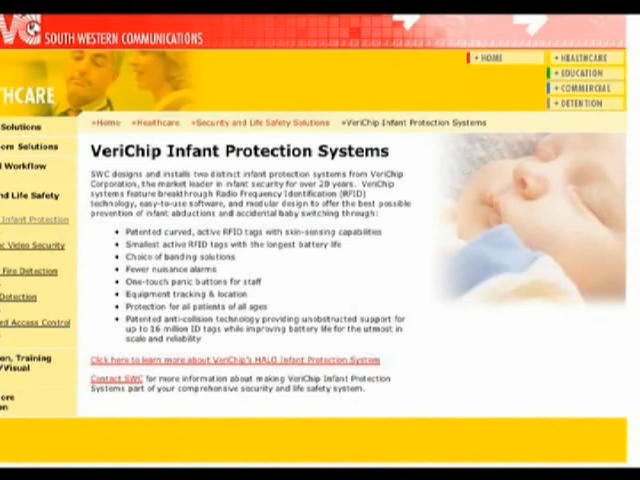 SOUTH WESTERN COMMUNICATIONS
+ HOME
+ HEALTHCARE
+ EDUCATION
+ COMMERCIAL
+ DETENTION
THCARE
»Home »Healthcare »Security and Life Safety Solutions »VeriChip Infant Protection Systems
Solutions
om Solutions
Workflow
nd Life Safety
Infant Protection
c Video Security
Fire Detection
Detection
ed Access Control
on, Training
/Visual
ore
on
VeriChip Infant Protection Systems
SWC designs and installs two distinct infant protection systems from VeriChip
Corporation, the market leader in infant security for over 20 years. VeriChip
systems feature breakthrough Radio Frequency Identification (RFID)
technology, easy-to-use software, and modular design to offer the best possible
prevention of infant abductions and accidental baby switching through:
• Patented curved, active RFID tags with skin-sensing capabilities
• Smallest active RFID tags with the longest battery life
• Choice of banding solutions
• Fewer nuisance alarms
• One-touch panic buttons for staff
• Equipment tracking & location
• Protection for all patients of all ages
• Patented anti-collision technology providing unobstructed support for
up to 16 million ID tags while improving battery life for the utmost in
scale and reliability
Click here to learn more about VeriChip's HALO Infant Protection System
Contact SWC for more information about making VeriChip Infant Protection
Systems part of your comprehensive security and life safety system.